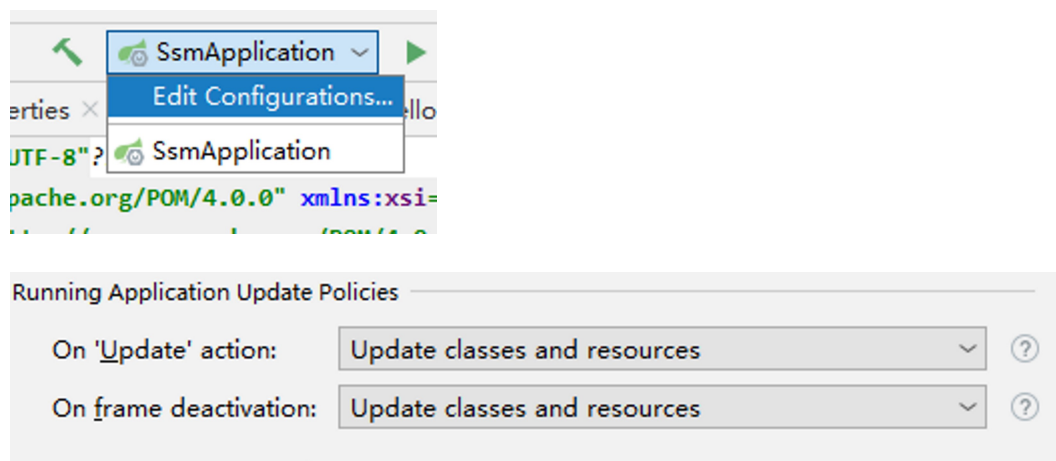 SsmApplication
Edit Configurations...
erties
ello
UTF-8"?
SsmApplication
pache.org/POM/4.0.0" xmlns:xsi=
Running Application Update Policies
On 'Update' action: Update classes and resources
On frame deactivation: Update classes and resources